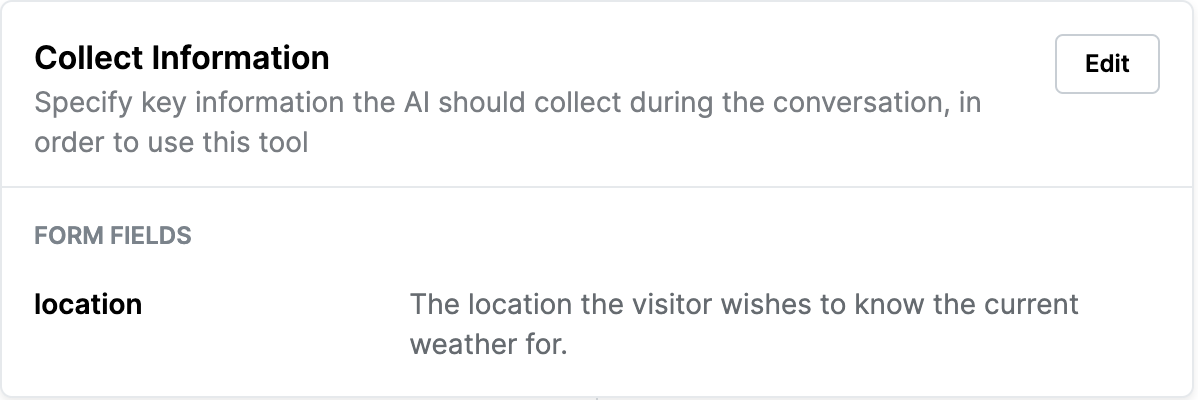 Collect Information
Edit
Specify key information the AI should collect during the conversation, in
order to use this tool
FORM FIELDS
location
The location the visitor wishes to know the current
weather for.